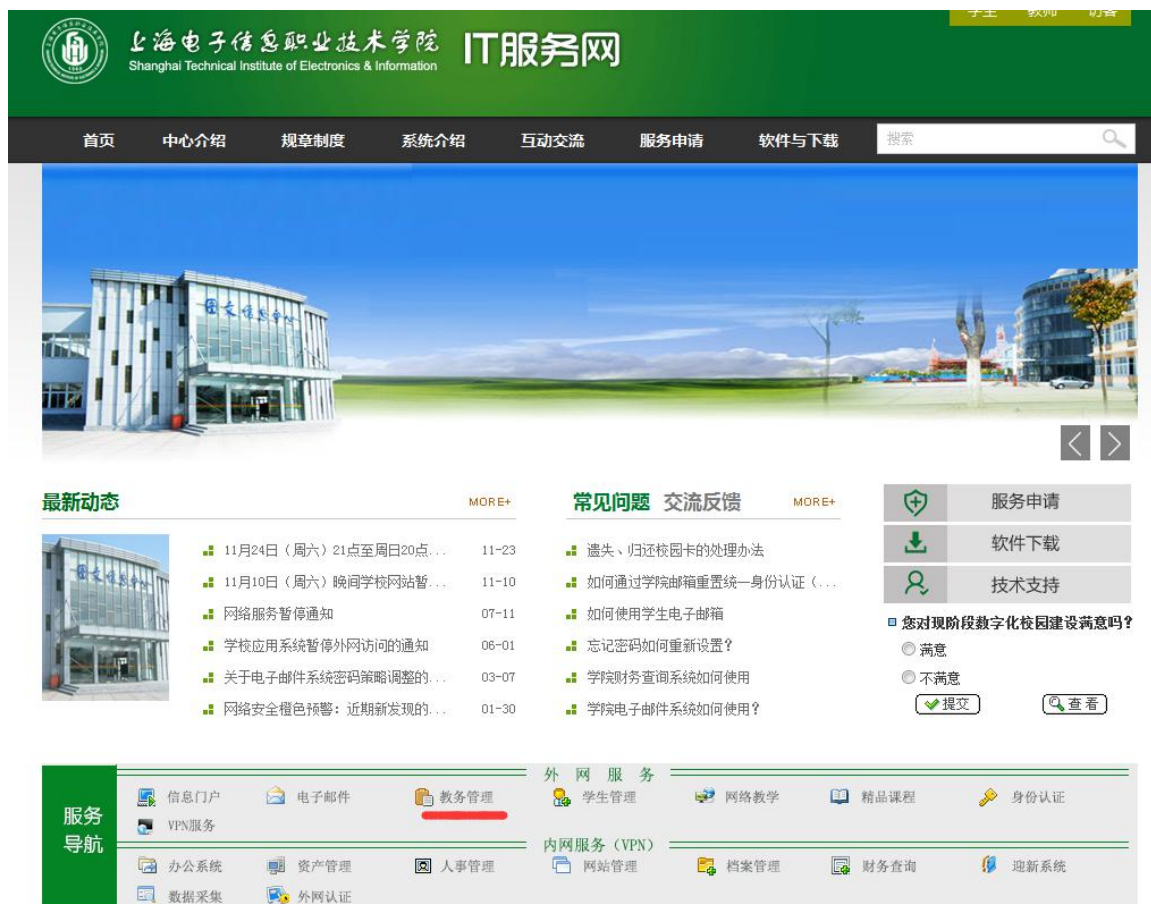 学生 教师 访客
上海电子信息职业技术学院 IT服务网
Shanghai Technical Institute of Electronics & Information
首页 中心介绍 规章制度 系统介绍 互动交流 服务申请 软件与下载 搜索
图文信息中心
最新动态 MORE+
11月24日（周六）21点至周日20点... 11-23
11月10日（周六）晚间学校网站暂... 11-10
网络服务暂停通知 07-11
学校应用系统暂停外网访问的通知 06-01
关于电子邮件系统密码策略调整的... 03-07
网络安全橙色预警：近期新发现的... 01-30
常见问题 交流反馈 MORE+
遗失、归还校园卡的处理办法
如何通过学院邮箱重置统一身份认证（...
如何使用学生电子邮箱
忘记密码如何重新设置？
学院财务查询系统如何使用
学院电子邮件系统如何使用？
服务申请
软件下载
技术支持
您对现阶段数字化校园建设满意吗？
满意
不满意
提交 查看
服务导航
外网服务
信息门户 电子邮件 教务管理 学生管理 网络教学 精品课程 身份认证
VPN服务
内网服务（VPN）
办公系统 资产管理 人事管理 网站管理 档案管理 财务查询 迎新系统
数据采集 外网认证